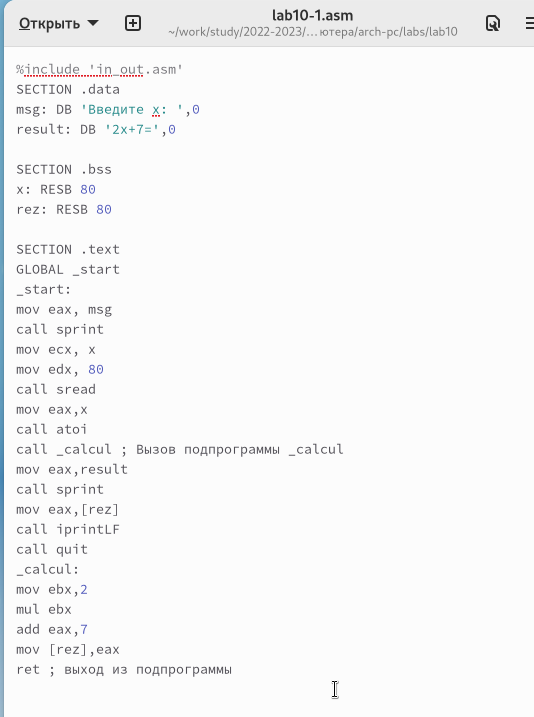 Открыть
lab10-1.asm
~/work/study/2022-2023/…ютера/arch-pc/labs/lab10
%include 'in_out.asm'
SECTION .data
msg: DB 'Введите x: ',0
result: DB '2x+7=',0
SECTION .bss
x: RESB 80
rez: RESB 80
SECTION .text
GLOBAL _start
_start:
mov eax, msg
call sprint
mov ecx, x
mov edx, 80
call sread
mov eax,x
call atoi
call _calcul ; Вызов подпрограммы _calcul
mov eax,result
call sprint
mov eax,[rez]
call iprintLF
call quit
_calcul:
mov ebx,2
mul ebx
add eax,7
mov [rez],eax
ret ; выход из подпрограммы